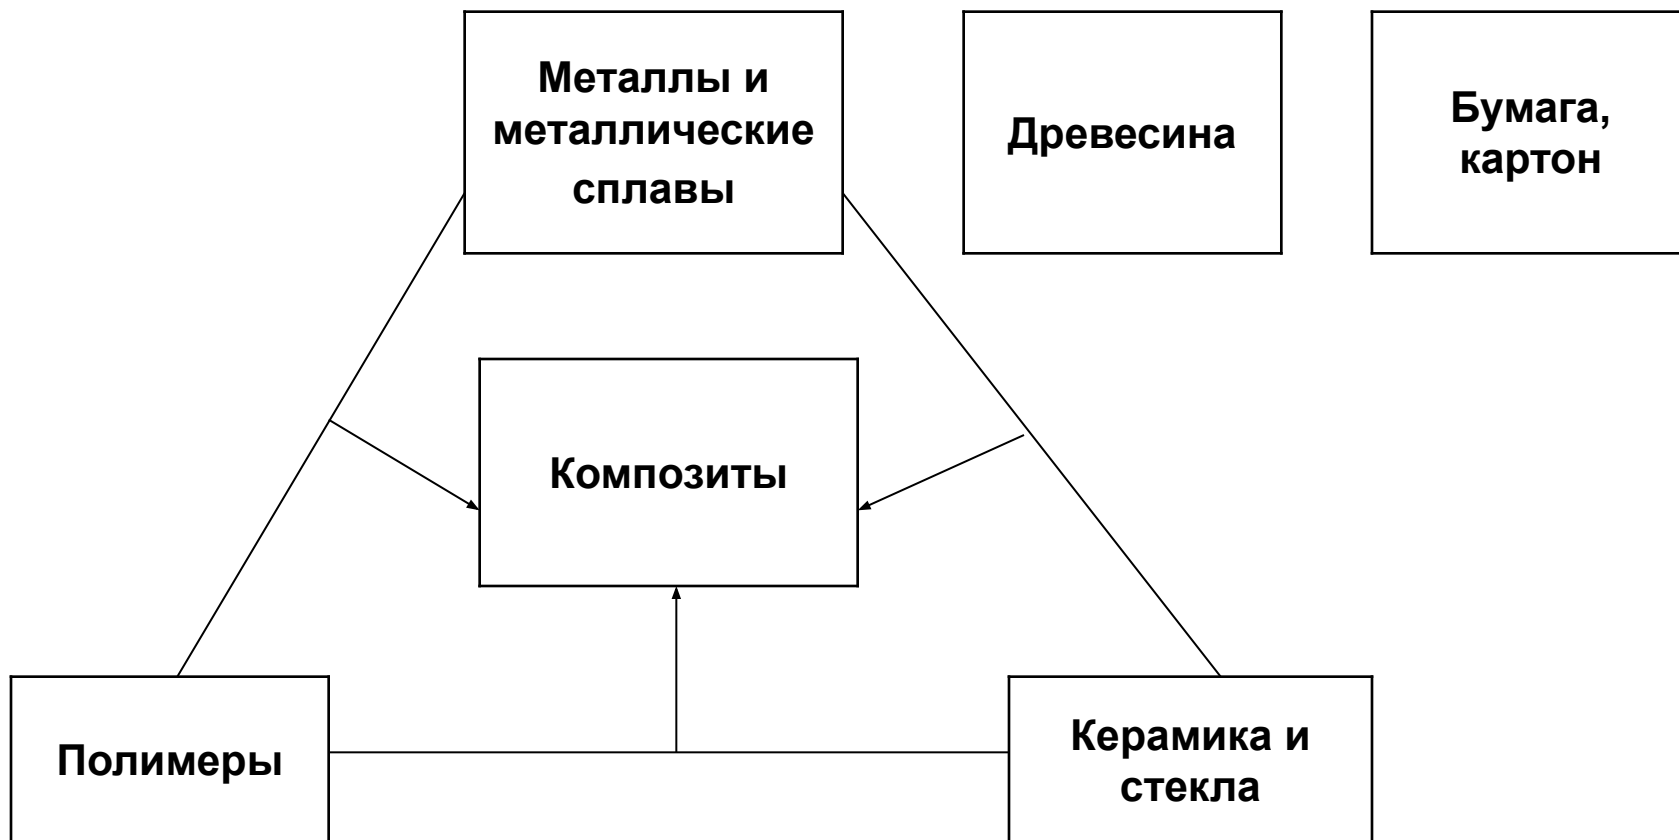 Металлы и
металлические
сплавы
Древесина
Бумага,
картон
Композиты
Полимеры
Керамика и
стекла